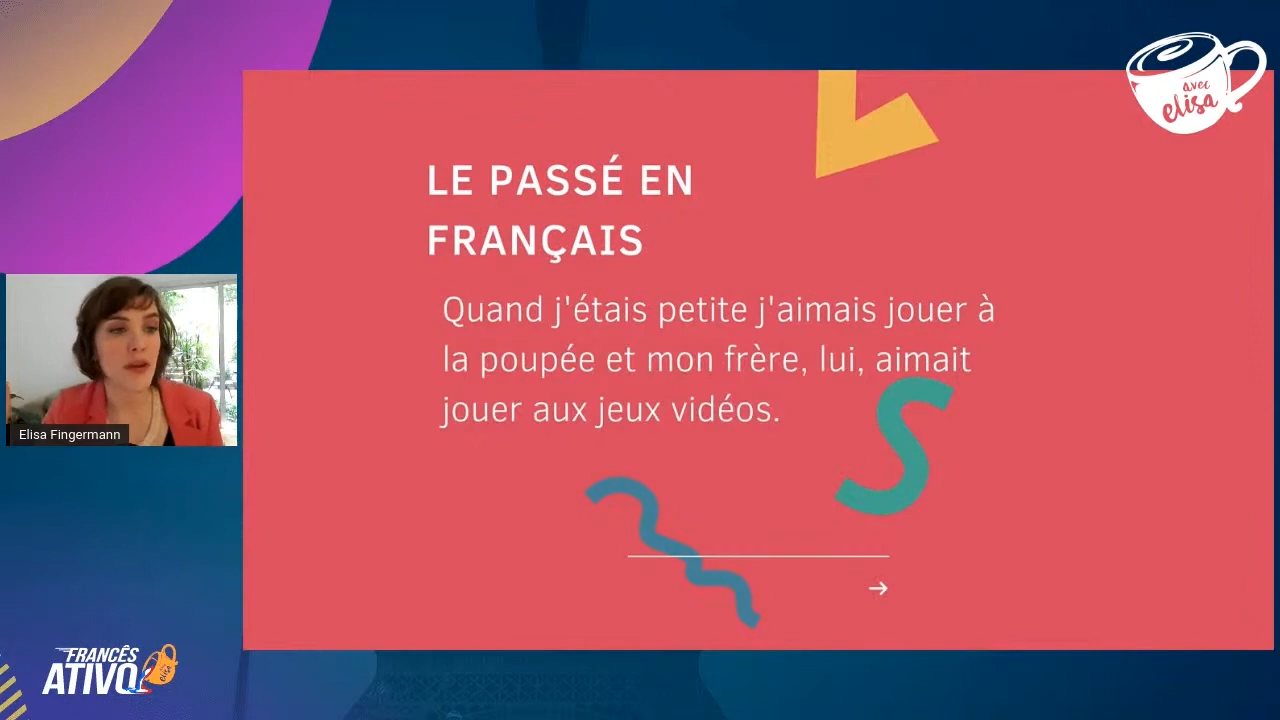 avec
elisa
LE PASSÉ EN
FRANÇAIS
Quand j'étais petite j'aimais jouer à
la poupée et mon frère, lui, aimait
jouer aux jeux vidéos.
Elisa Fingermann
FRANCÊS
ATIVO
elisa